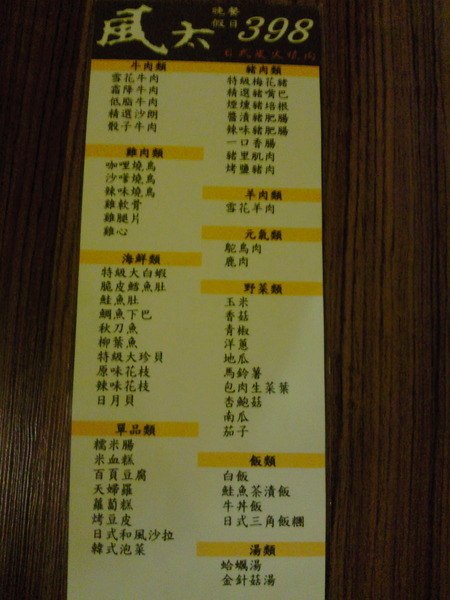 風太
晚餐
假日
398
日式風味燒肉
牛肉類
雪花牛肉
霜降牛肉
低脂牛肉
精選沙朗
骰子牛肉
雞肉類
咖哩燒鳥
沙嗲燒鳥
辣味燒鳥
雞軟骨
雞腿片
雞心
海鮮類
特級大白蝦
脆皮鱈魚肚
鮭魚肚
鯛魚下巴
秋刀魚
柳葉魚
特級大珍貝
原味花枝
辣味花枝
日月貝
單品類
糯米腸
米血糕
百頁豆腐
天婦羅
蘿蔔糕
烤豆皮
日式和風沙拉
韓式泡菜
豬肉類
特級梅花豬
精選豬嘴巴
煙燻豬培根
醬漬豬肥腸
辣味豬肥腸
一口香腸
豬里肌肉
烤鹽豬肉
羊肉類
雪花羊肉
元氣類
鴕鳥肉
鹿肉
野菜類
玉米
香菇
青椒
洋蔥
地瓜
馬鈴薯
包肉生菜葉
杏鮑菇
南瓜
茄子
飯類
白飯
鮭魚茶漬飯
牛丼飯
日式三角飯糰
湯類
蛤蠣湯
金針菇湯